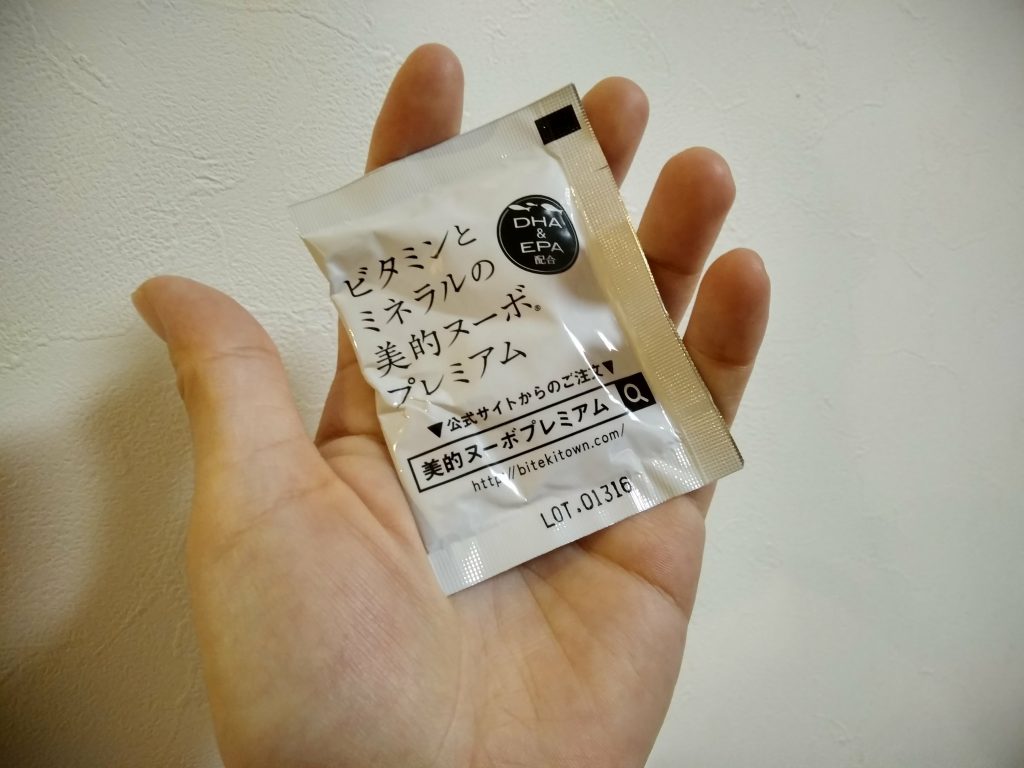 DHA
&
EPA
配合
ビタミンと
ミネラルの
美的ヌーボ®
プレミアム
▼公式サイトからのご注文▼
美的ヌーボプレミアム
http://bitekitown.com/
LOT.01316